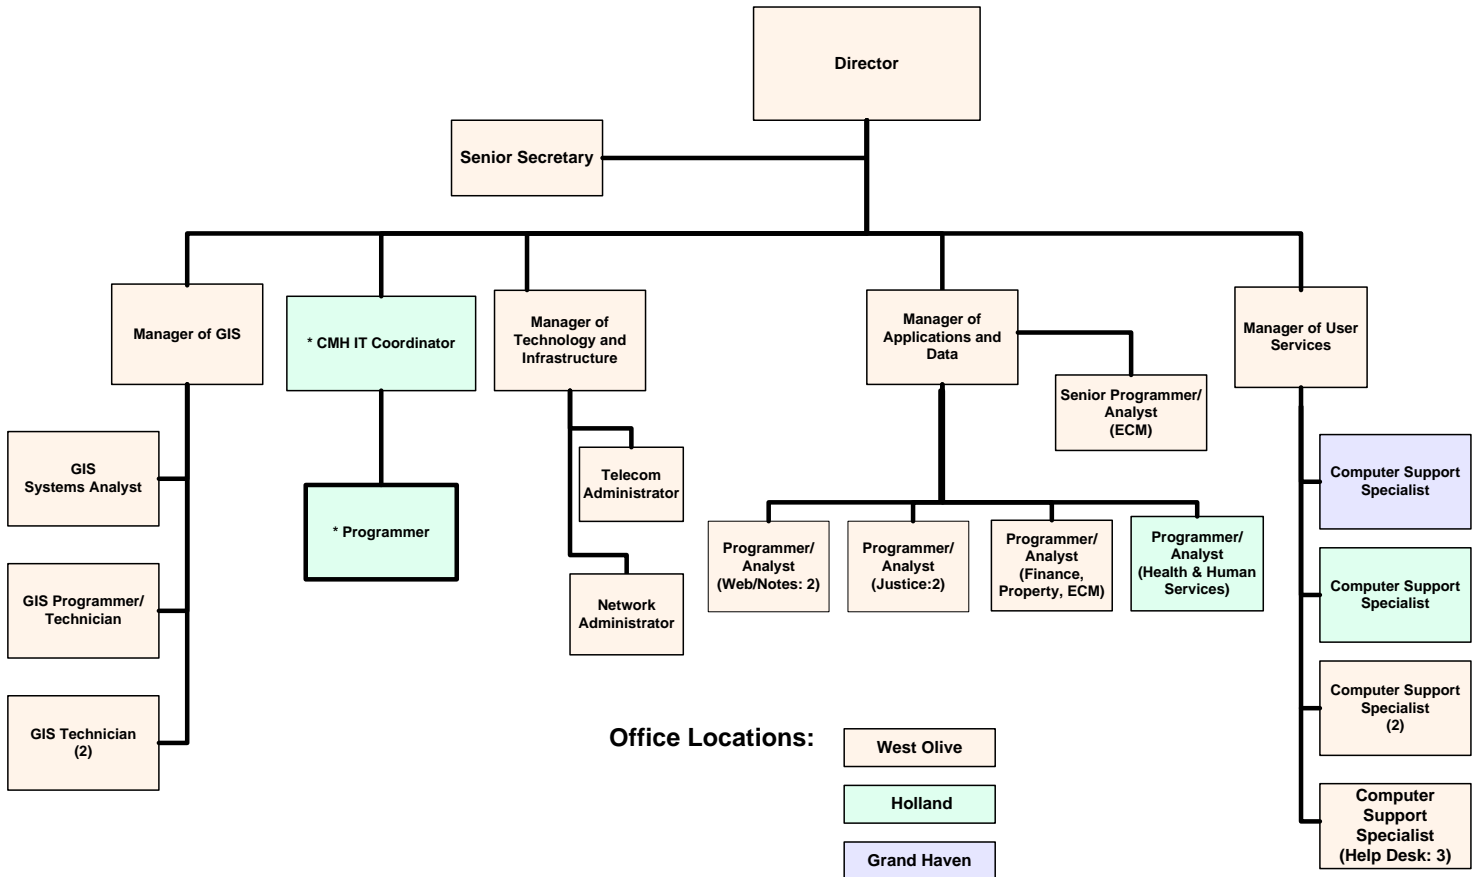 Director
Senior Secretary
Manager of GIS
* CMH IT Coordinator
Manager of
Technology and
Infrastructure
Manager of
Applications and
Data
Manager of User
Services
Senior Programmer/
Analyst
(ECM)
GIS
Systems Analyst
GIS Programmer/
Technician
GIS Technician
(2)
* Programmer
Telecom
Administrator
Network
Administrator
Programmer/
Analyst
(Web/Notes: 2)
Programmer/
Analyst
(Justice:2)
Programmer/
Analyst
(Finance,
Property, ECM)
Programmer/
Analyst
(Health & Human
Services)
Computer Support
Specialist
Computer Support
Specialist
Computer Support
Specialist
(2)
Computer
Support
Specialist
(Help Desk: 3)
Office Locations:
West Olive
Holland
Grand Haven